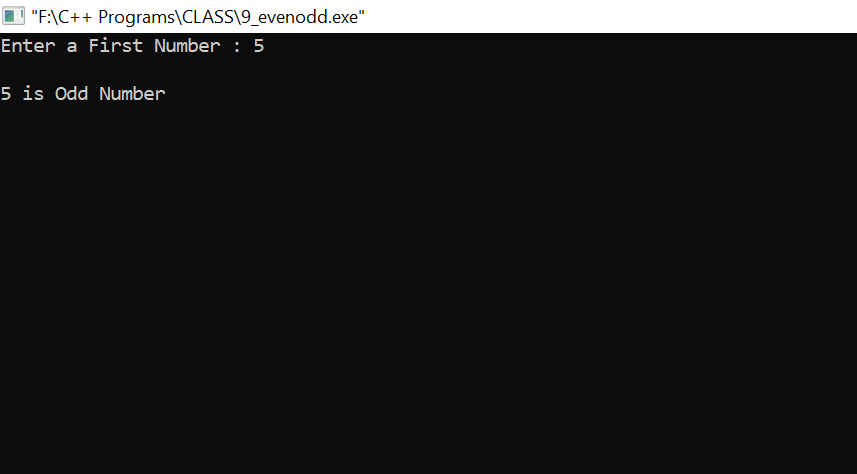 "F:\C++ Programs\CLASS\9_evenodd.exe"
Enter a First Number : 5
5 is Odd Number